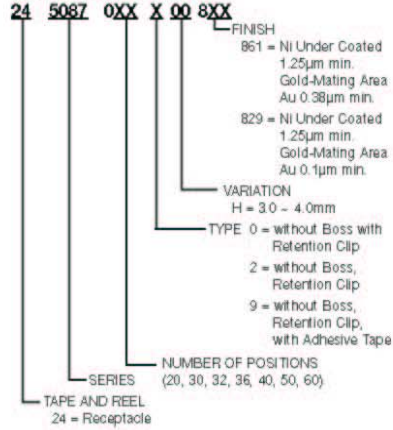 24 5087 0XX X 00 8XX
FINISH
861 = Ni Under Coated
1.25µm min.
Gold-Mating Area
Au 0.38µm min.
829 = Ni Under Coated
1.25µm min.
Gold-Mating Area
Au 0.1µm min.
VARIATION
H = 3.0 – 4.0mm
TYPE 0 = without Boss with
Retention Clip
2 = without Boss,
Retention Clip
9 = without Boss,
Retention Clip,
with Adhesive Tape
NUMBER OF POSITIONS
(20, 30, 32, 36, 40, 50, 60)
SERIES
TAPE AND REEL
24 = Receptacle